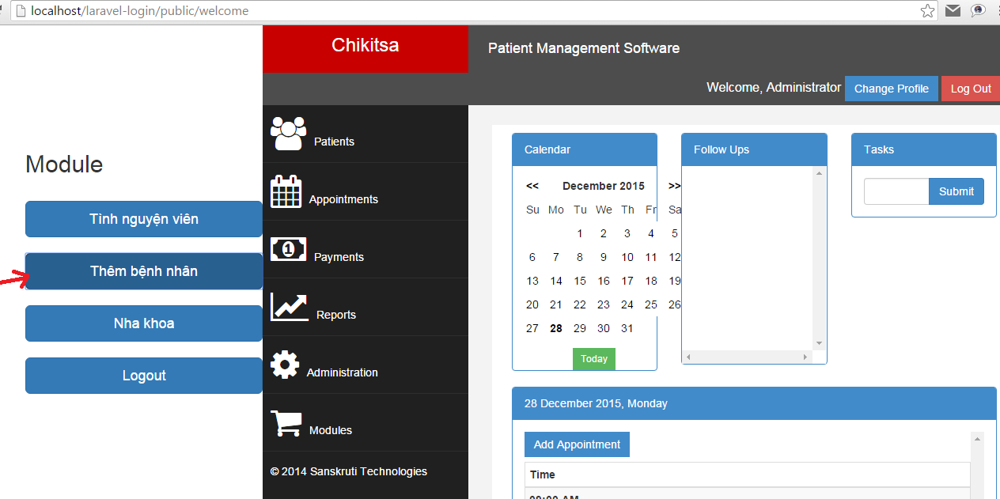 localhost/laravel-login/public/welcome
Chikitsa
Patient Management Software
Welcome, Administrator
Change Profile
Log Out
Module
Tình nguyện viên
Thêm bệnh nhân
Nha khoa
Logout
Patients
Appointments
Payments
Reports
Administration
Modules
© 2014 Sanskruti Technologies
Calendar
<< December 2015 >>
Su Mo Tu We Th Fr Sa
1 2 3 4 5
6 7 8 9 10 11 12
13 14 15 16 17 18 19
20 21 22 23 24 25 26
27 28 29 30 31
Today
Follow Ups
Tasks
Submit
28 December 2015, Monday
Add Appointment
Time
09:00 AM